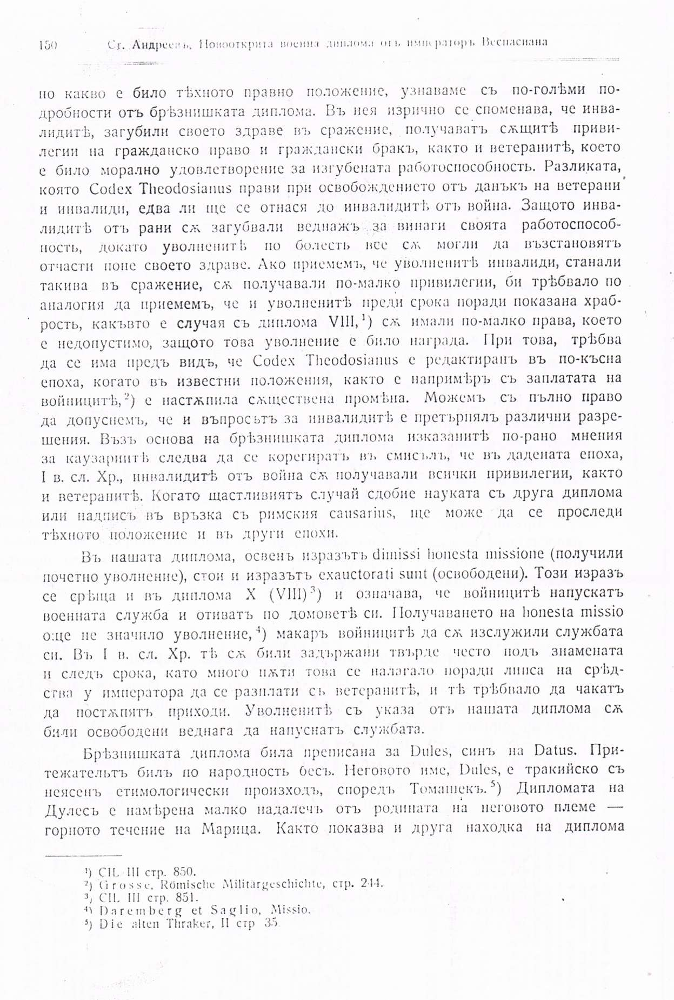 150 Ст. Андреевъ, Новооткрита военна диплома отъ императоръ Веспасиана
но какво е било тѣхното правно положение, узнаваме съ по-голѣми по-
дробности отъ брѣзнишката диплома. Въ нея изрично се споменава, че инва-
лидитѣ, загубили своето здраве въ сражение, получаватъ сѫщитѣ приви-
легии на гражданско право и граждански бракъ, както и ветеранитѣ, което
е било морално удовлетворение за изгубената работоспособность. Разликата,
която Codex Theodosianus прави при освобождението отъ данъкъ на ветерани
и инвалиди, едва ли ще се отнася до инвалидитѣ отъ война. Защото инва-
лидитѣ отъ рани сѫ загубвали веднажъ за винаги своята работоспособ-
ность, докато уволненитѣ по болесть все сѫ могли да възстановятъ
отчасти поне своето здраве. Ако приемемъ, че уволненитѣ инвалиди, станали
такива въ сражение, сѫ получавали по-малко привилегии, би трѣбвало по
аналогия да приемемъ, че и уволненитѣ преди срока поради показана храб-
рость, какъвто е случая съ диплома VIII,¹) сѫ имали по-малко права, което
е недопустимо, защото това уволнение е било награда. При това, трѣбва
да се има предъ видъ, че Codex Theodosianus е редактиранъ въ по-късна
епоха, когато въ известни положения, както е напримѣръ съ заплатата на
войницитѣ,²) е настѫпила сѫществена промѣна. Можемъ съ пълно право
да допуснемъ, че и въпросътъ за инвалидитѣ е претърпялъ различни разре-
шения. Възъ основа на брѣзнишката диплома изказанитѣ по-рано мнения
за каузариитѣ следва да се корегиратъ въ смисълъ, че въ дадената епоха,
I в. сл. Хр., инвалидитѣ отъ война сѫ получавали всички привилегии, както
и ветеранитѣ. Когато щастливиятъ случай сдобие науката съ друга диплома
или надписъ въ връзка съ римския causarius, ще може да се проследи
тѣхното положение и въ други епохи.
Въ нашата диплома, освенъ изразътъ dimissi honesta missione (получили
почетно уволнение), стои и изразътъ exauctorati sunt (освободени). Този изразъ
се срѣща и въ диплома X (VIII)³) и означава, че войницитѣ напускатъ
военната служба и отиватъ по домоветѣ си. Получаването на honesta missio
още не значило уволнение,⁴) макаръ войницитѣ да сѫ изслужили службата
си. Въ I в. сл. Хр. тѣ сѫ били задържани твърде често подъ знамената
и следъ срока, като много пѫти това се налагало поради липса на срѣд-
ства у императора да се разплати съ ветеранитѣ, и тѣ трѣбвало да чакатъ
да постѫпятъ приходи. Уволненитѣ съ указа отъ нашата диплома сѫ
били освободени веднага да напуснатъ службата.
Брѣзнишката диплома била преписана за Dules, синъ на Datus. При-
тежательтъ билъ по народность бесъ. Неговото име, Dules, е тракийско съ
неясенъ етимологически произходъ, споредъ Томашекъ.⁵) Дипломата на
Дулесъ е намѣрена малко надалечъ отъ родината на неговото племе —
горното течение на Марица. Както показва и друга находка на диплома
¹) CIL III стр. 850.
²) Grosse, Römische Militärgeschichte, стр. 244.
³) CIL III стр. 851.
⁴) Daremberg et Saglio, Missio.
⁵) Die alten Thraker, II стр 35.